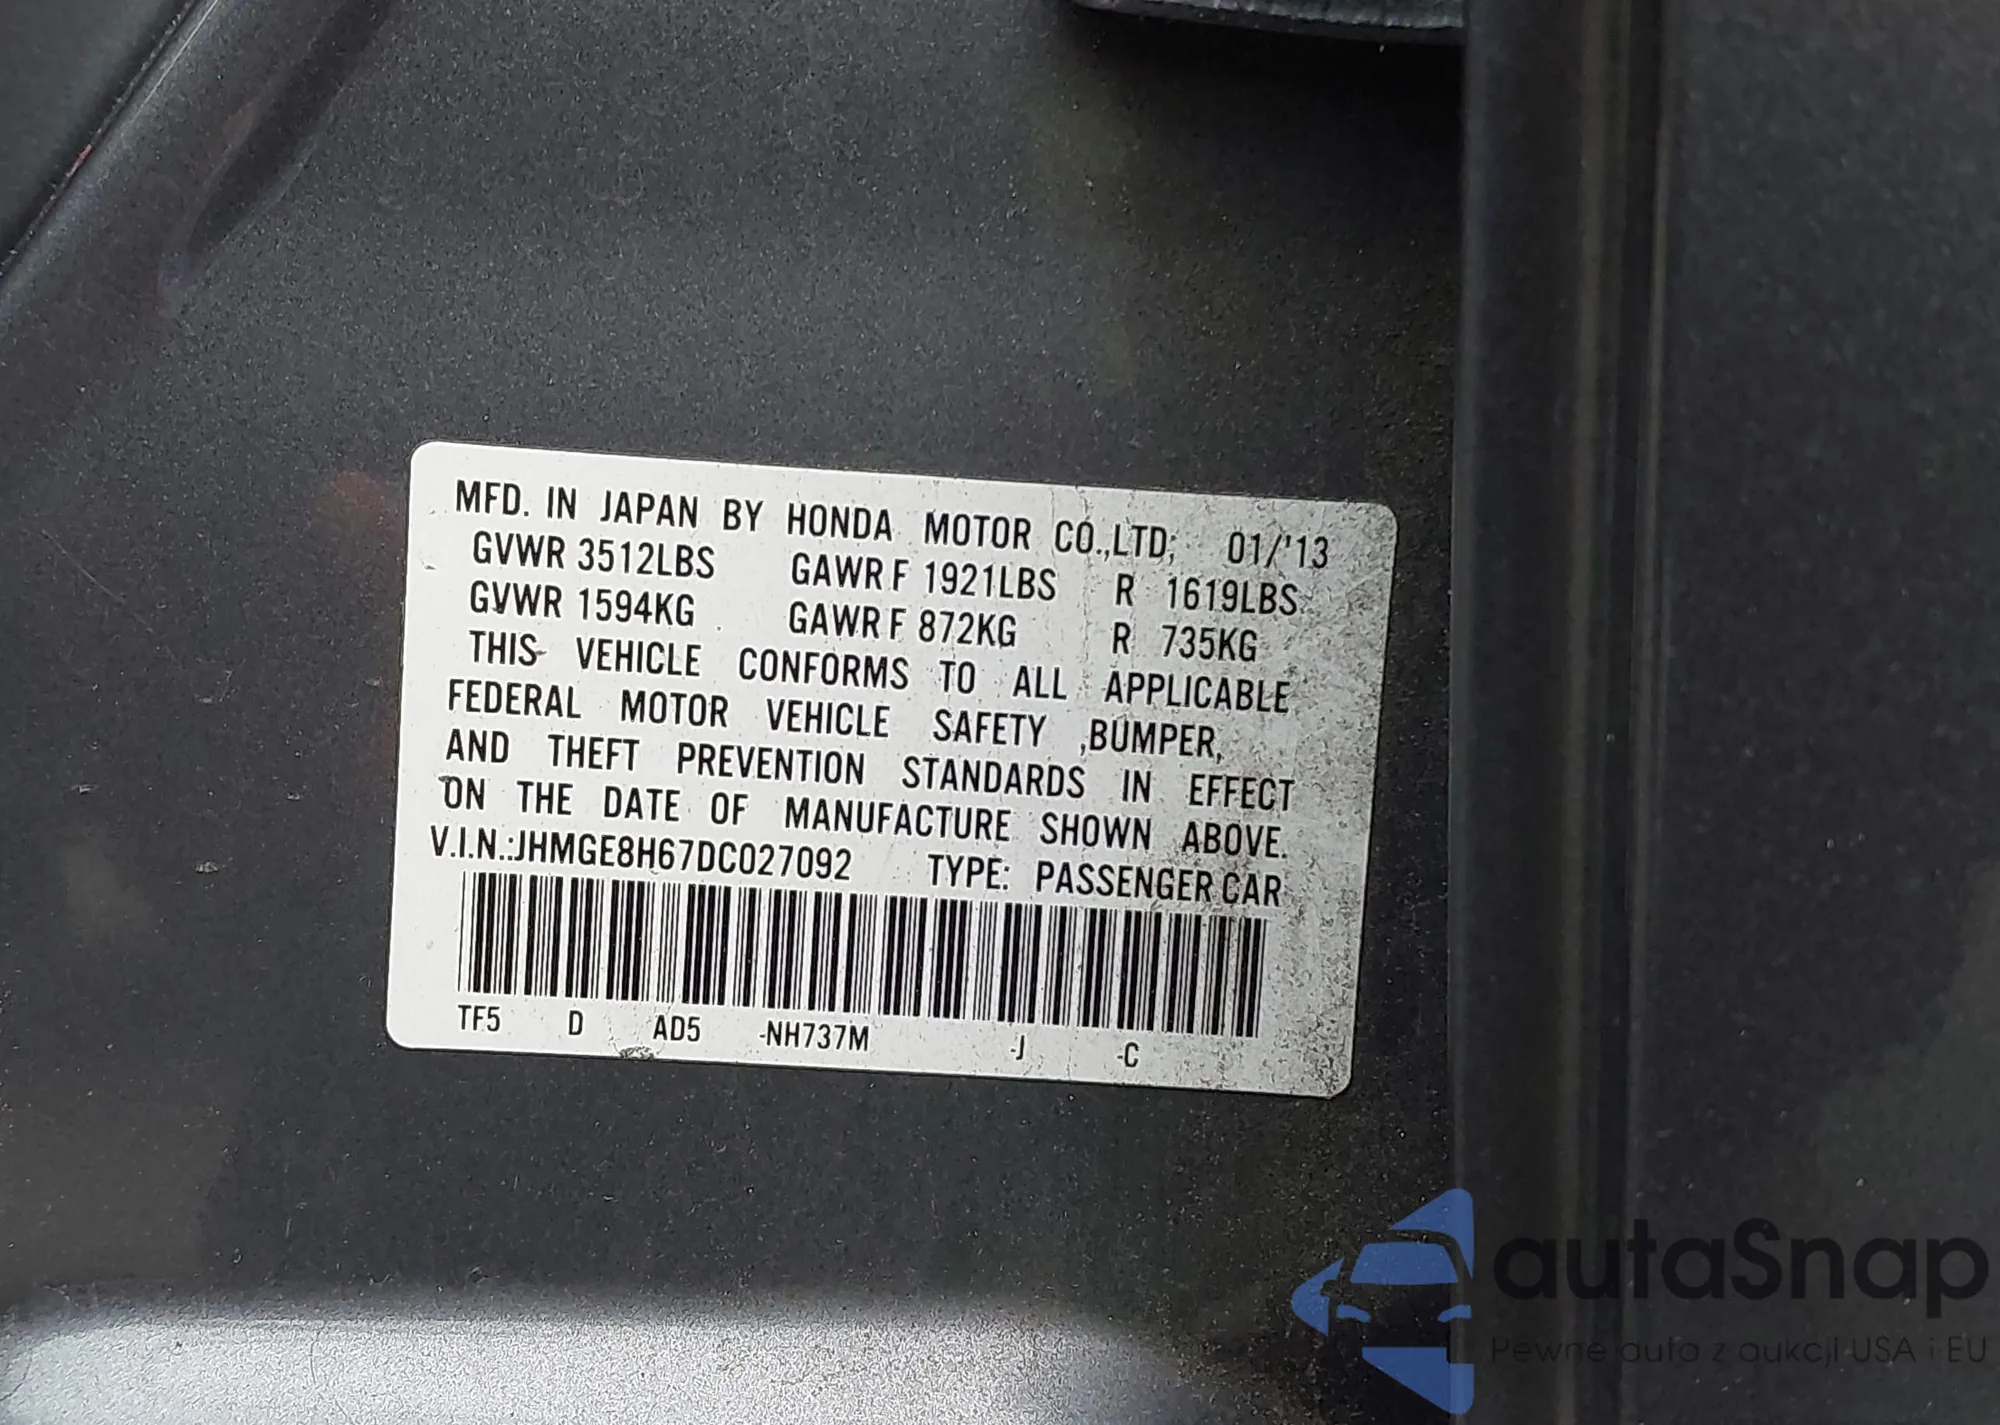 MFD. IN JAPAN BY HONDA MOTOR CO.,LTD; 01/'13
GVWR 3512LBS GAWR F 1921LBS R 1619LBS
GVWR 1594KG GAWR F 872KG R 735KG
THIS VEHICLE CONFORMS TO ALL APPLICABLE
FEDERAL MOTOR VEHICLE SAFETY ,BUMPER,
AND THEFT PREVENTION STANDARDS IN EFFECT
ON THE DATE OF MANUFACTURE SHOWN ABOVE.
V.I.N.:JHMGE8H67DC027092 TYPE: PASSENGER CAR
TF5 D AD5 -NH737M -J -C
autaSnap
Pewne auta z aukcji USA i EU